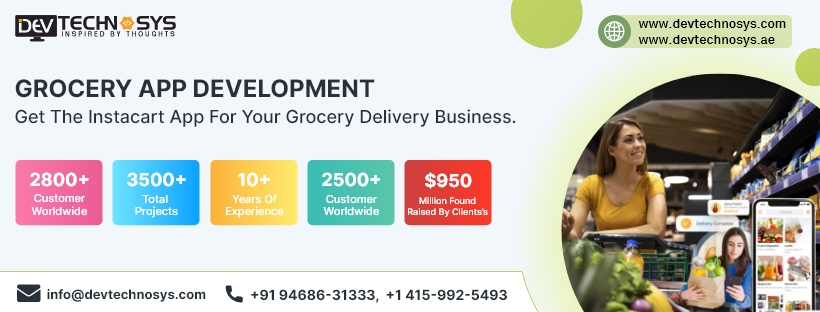 DEV TECHNOSYS
INSPIRED BY THOUGHTS
www.devtechnosys.com
www.devtechnosys.ae
GROCERY APP DEVELOPMENT
Get The Instacart App For Your Grocery Delivery Business.
2800+
Customer
Worldwide
3500+
Total
Projects
10+
Years Of
Experience
2500+
Customer
Worldwide
$950
Million Found
Raised By Clients's
Delivery Complete
info@devtechnosys.com
+91 94686-31333, +1 415-992-5493